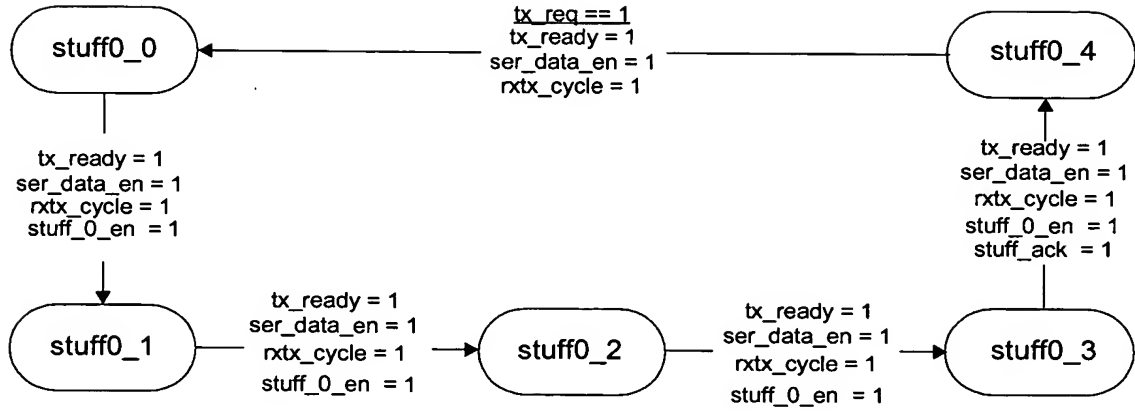 stuff0_0
tx_req == 1
tx_ready = 1
ser_data_en = 1
rxtx_cycle = 1
stuff0_4
tx_ready = 1
ser_data_en = 1
rxtx_cycle = 1
stuff_0_en = 1
tx_ready = 1
ser_data_en = 1
rxtx_cycle = 1
stuff_0_en = 1
stuff_ack = 1
stuff0_1
tx_ready = 1
ser_data_en = 1
rxtx_cycle = 1
stuff_0_en = 1
stuff0_2
tx_ready = 1
ser_data_en = 1
rxtx_cycle = 1
stuff_0_en = 1
stuff0_3